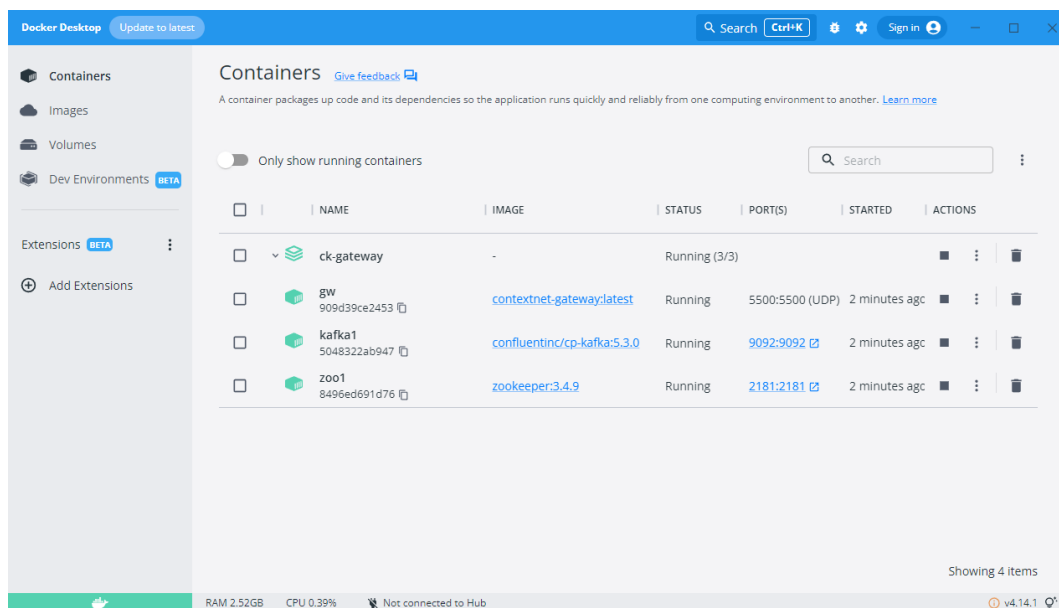 Docker Desktop Update to latest Search Ctrl+K Sign in
Containers
Images
Volumes
Dev Environments BETA
Extensions BETA
Add Extensions
Containers Give feedback
A container packages up code and its dependencies so the application runs quickly and reliably from one computing environment to another. Learn more
Only show running containers Search
NAME IMAGE STATUS PORT(S) STARTED ACTIONS
ck-gateway - Running (3/3)
gw
909d39ce2453 contextnet-gateway:latest Running 5500:5500 (UDP) 2 minutes agc
kafka1
5048322ab947 confluentinc/cp-kafka:5.3.0 Running 9092:9092 2 minutes agc
zoo1
8496ed691d76 zookeeper:3.4.9 Running 2181:2181 2 minutes agc
Showing 4 items
RAM 2.52GB CPU 0.39% Not connected to Hub v4.14.1